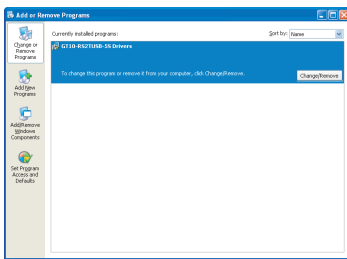 Add or Remove Programs
Change or
Remove
Programs
Currently installed programs:
Sort by: Name
GT10-RS2TUSB-5S Drivers
To change this program or remove it from your computer, click Change/Remove.
Change/Remove
Add New
Programs
Add/Remove
Windows
Components
Set Program
Access and
Defaults